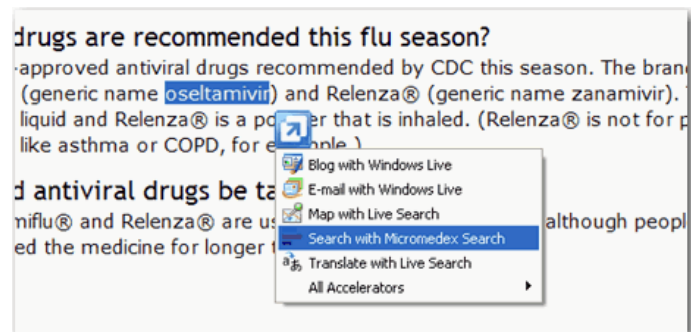 drugs are recommended this flu season?
-approved antiviral drugs recommended by CDC this season. The bran
(generic name oseltamivir) and Relenza® (generic name zanamivir).
liquid and Relenza® is a that is inhaled. (Relenza® is not for p
like asthma or COPD, for
Blog with Windows Live
d antiviral drugs be ta
E-mail with Windows Live
Map with Live Search
miflu® and Relenza® are us although peopl
Search with Micromedex Search
ed the medicine for longer
Translate with Live Search
All Accelerators